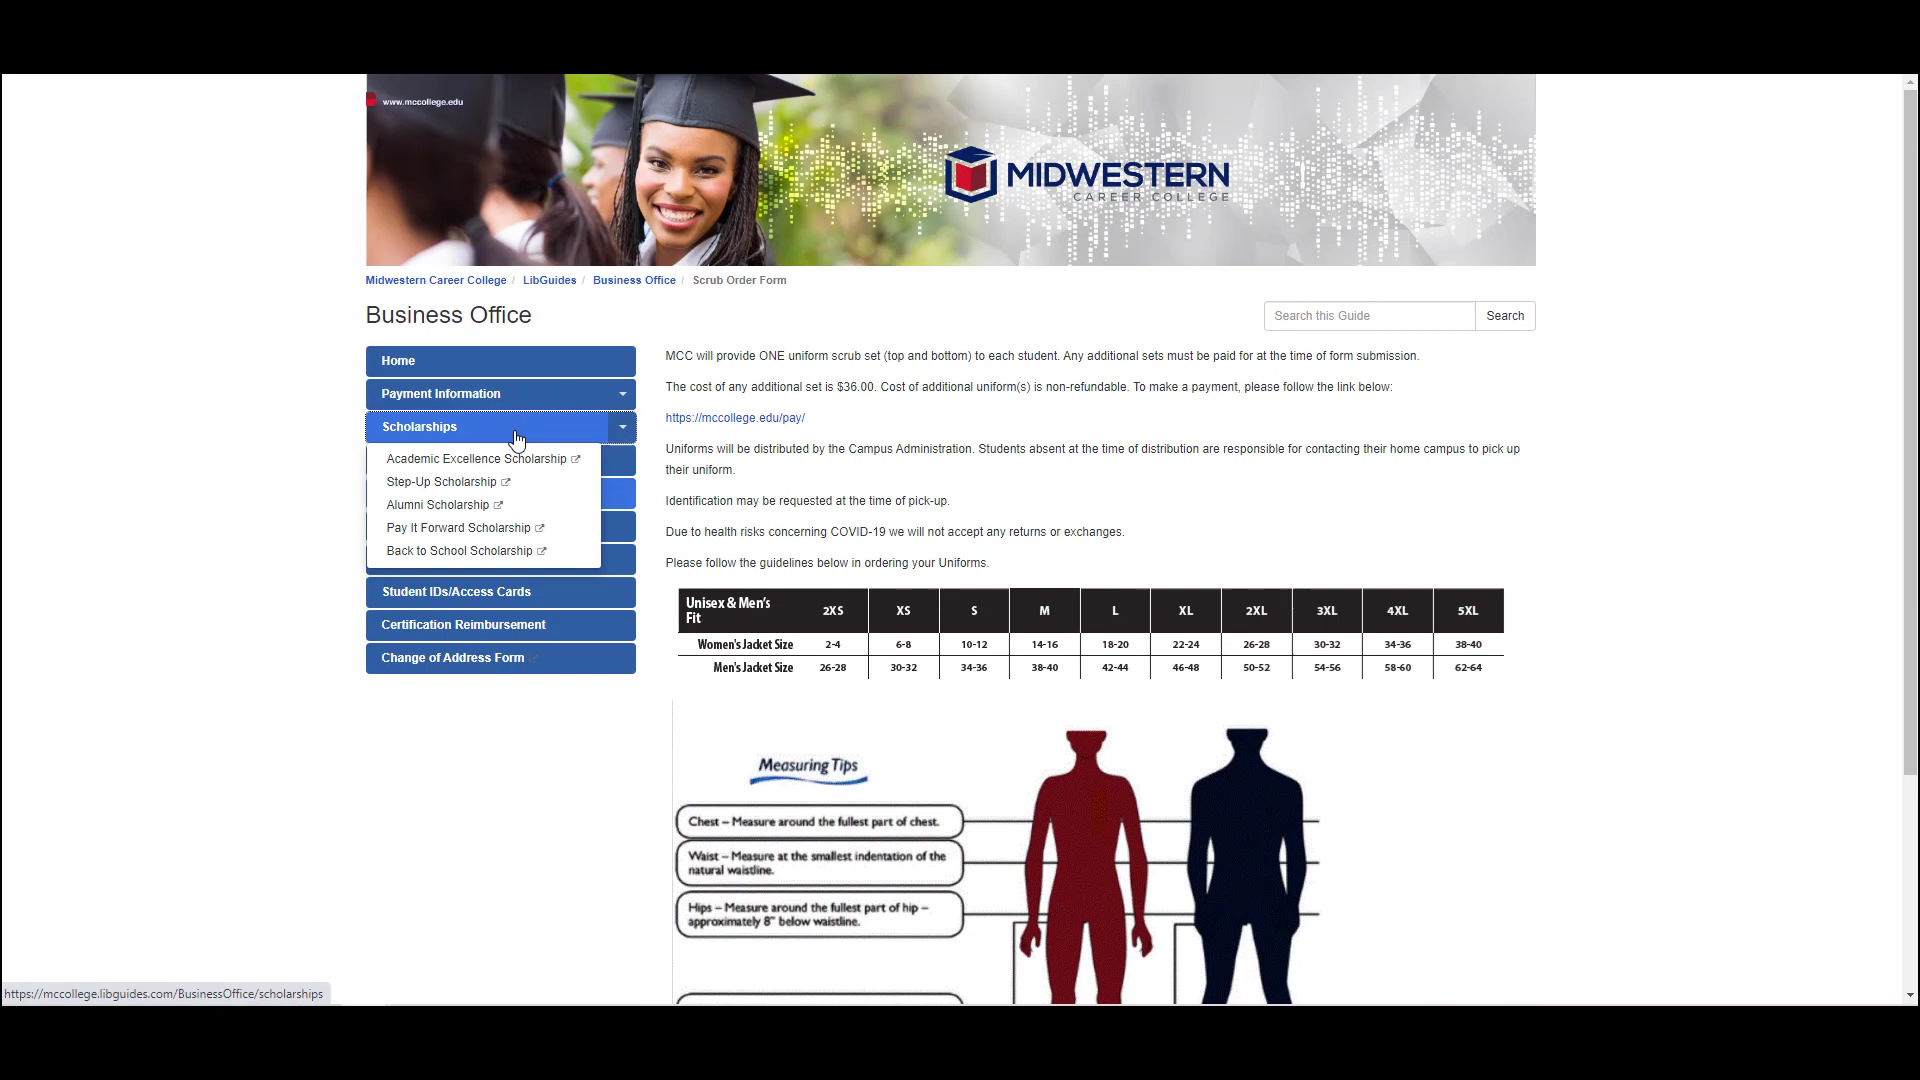 www.mccollege.edu
MIDWESTERN
CAREER COLLEGE
Midwestern Career College / LibGuides / Business Office / Scrub Order Form
Business Office
Search this Guide
Search
Home
Payment Information
Scholarships
Academic Excellence Scholarship
Step-Up Scholarship
Alumni Scholarship
Pay It Forward Scholarship
Back to School Scholarship
Student IDs/Access Cards
Certification Reimbursement
Change of Address Form
MCC will provide ONE uniform scrub set (top and bottom) to each student. Any additional sets must be paid for at the time of form submission.
The cost of any additional set is $36.00. Cost of additional uniform(s) is non-refundable. To make a payment, please follow the link below:
https://mccollege.edu/pay/
Uniforms will be distributed by the Campus Administration. Students absent at the time of distribution are responsible for contacting their home campus to pick up
their uniform.
Identification may be requested at the time of pick-up.
Due to health risks concerning COVID-19 we will not accept any returns or exchanges.
Please follow the guidelines below in ordering your Uniforms.
Unisex & Men's
Fit
2XS XS S M L XL 2XL 3XL 4XL 5XL
Women's Jacket Size 2-4 6-8 10-12 14-16 18-20 22-24 26-28 30-32 34-36 38-40
Men's Jacket Size 26-28 30-32 34-36 38-40 42-44 46-48 50-52 54-56 58-60 62-64
Measuring Tips
Chest – Measure around the fullest part of chest.
Waist – Measure at the smallest indentation of the
natural waistline.
Hips – Measure around the fullest part of hip –
approximately 8" below waistline.
https://mccollege.libguides.com/BusinessOffice/scholarships